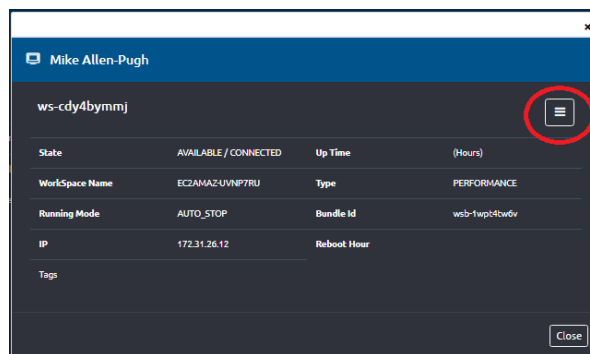 ×
Mike Allen-Pugh
ws-cdy4bymmj
State AVAILABLE / CONNECTED Up Time (Hours)
WorkSpace Name EC2AMAZ-UVNP7RU Type PERFORMANCE
Running Mode AUTO_STOP Bundle Id wsb-1wpt4tw6v
IP 172.31.26.12 Reboot Hour
Tags
Close